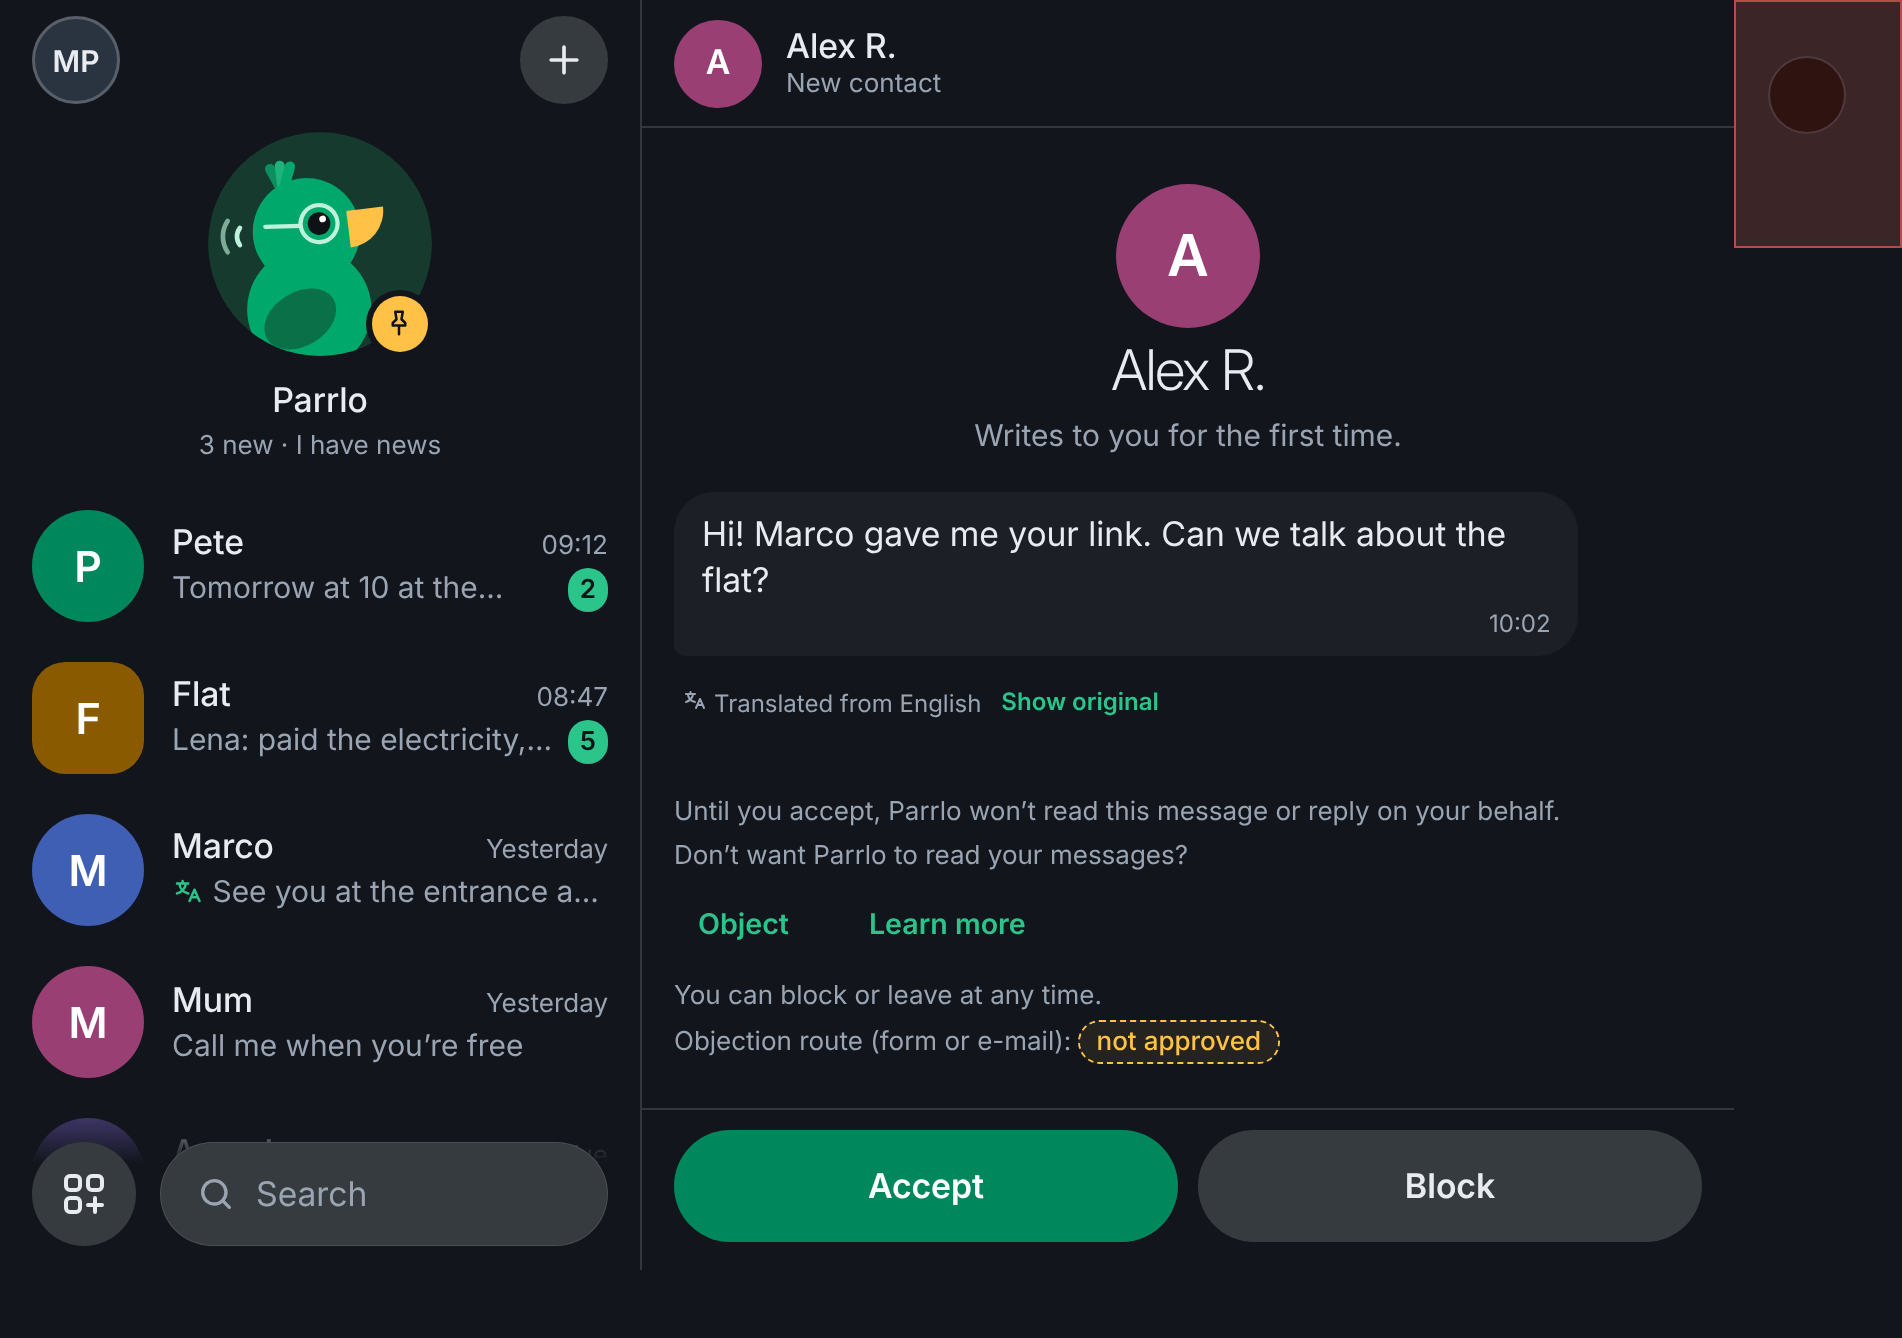 MP
Parrlo
3 new · I have news
P
Pete
09:12
Tomorrow at 10 at the...
2
F
Flat
08:47
Lena: paid the electricity,...
5
M
Marco
Yesterday
See you at the entrance a...
M
Mum
Yesterday
Call me when you’re free
Search
A
Alex R.
New contact
A
Alex R.
Writes to you for the first time.
Hi! Marco gave me your link. Can we talk about the
flat?
10:02
Translated from English Show original
Until you accept, Parrlo won’t read this message or reply on your behalf.
Don’t want Parrlo to read your messages?
Object Learn more
You can block or leave at any time.
Objection route (form or e-mail): not approved
Accept
Block